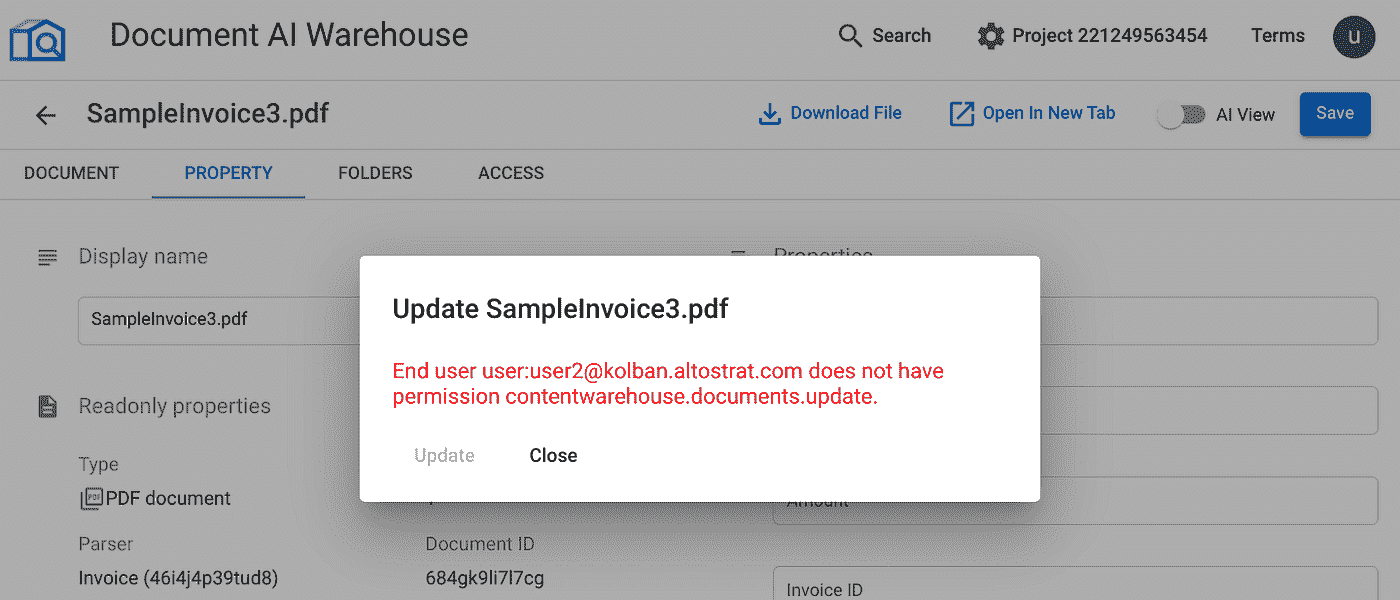 Document AI Warehouse
Search
Project 221249563454
Terms
u
SampleInvoice3.pdf
Download File
Open In New Tab
AI View
Save
DOCUMENT
PROPERTY
FOLDERS
ACCESS
Display name
Properties
SampleInvoice3.pdf
Update SampleInvoice3.pdf
End user user:user2@kolban.altostrat.com does not have
permission contentwarehouse.documents.update.
Update
Close
Readonly properties
Type
PDF
PDF document
Amount
Parser
Document ID
Invoice (46i4j4p39tud8)
684gk9li7l7cg
Invoice ID